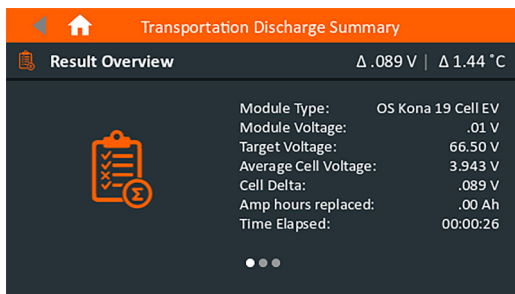 Transportation Discharge Summary
Result Overview Δ .089 V | Δ 1.44 °C
Module Type: OS Kona 19 Cell EV
Module Voltage: .01 V
Target Voltage: 66.50 V
Average Cell Voltage: 3.943 V
Cell Delta: .089 V
Amp hours replaced: .00 Ah
Time Elapsed: 00:00:26
Σ